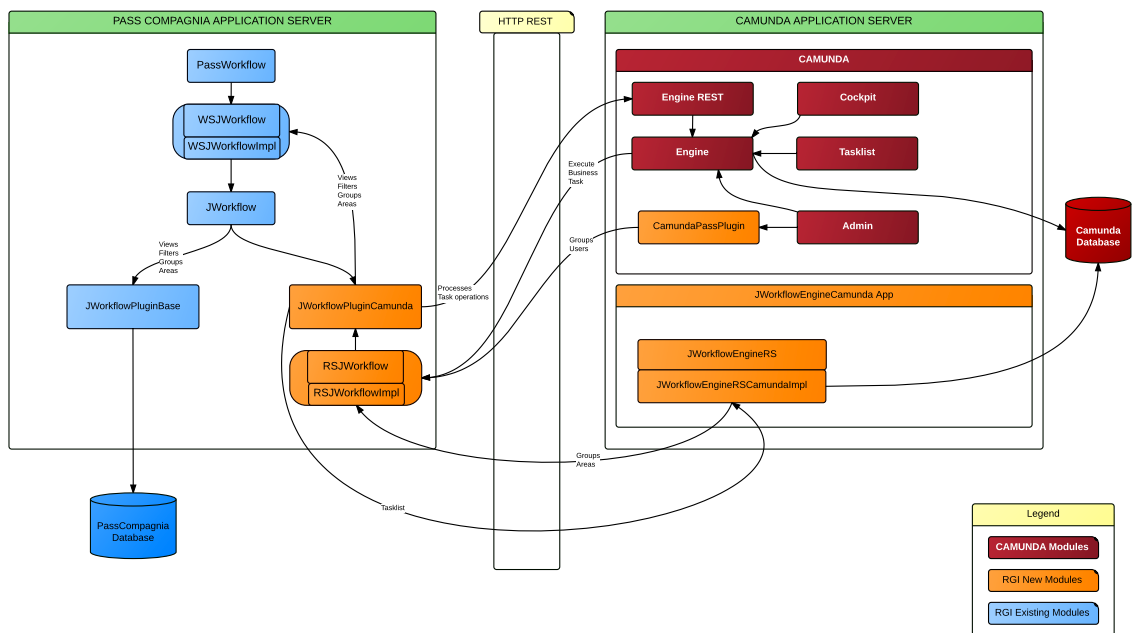 PASS COMPAGNIA APPLICATION SERVER
HTTP REST
CAMUNDA APPLICATION SERVER
PassWorkflow
WSJWorkflow
WSJWorkflowImpl
JWorkflow
Views
Filters
Groups
Areas
Views
Filters
Groups
Areas
JWorkflowPluginBase
JWorkflowPluginCamunda
RSJWorkflow
RSJWorkflowImpl
PassCompagnia
Database
Processes
Task operations
Execute
Business
Task
Groups
Users
Groups
Areas
Tasklist
CAMUNDA
Engine REST
Cockpit
Engine
Tasklist
CamundaPassPlugin
Admin
Camunda
Database
JWorkflowEngineCamunda App
JWorkflowEngineRS
JWorkflowEngineRSCamundaImpl
Legend
CAMUNDA Modules
RGI New Modules
RGI Existing Modules